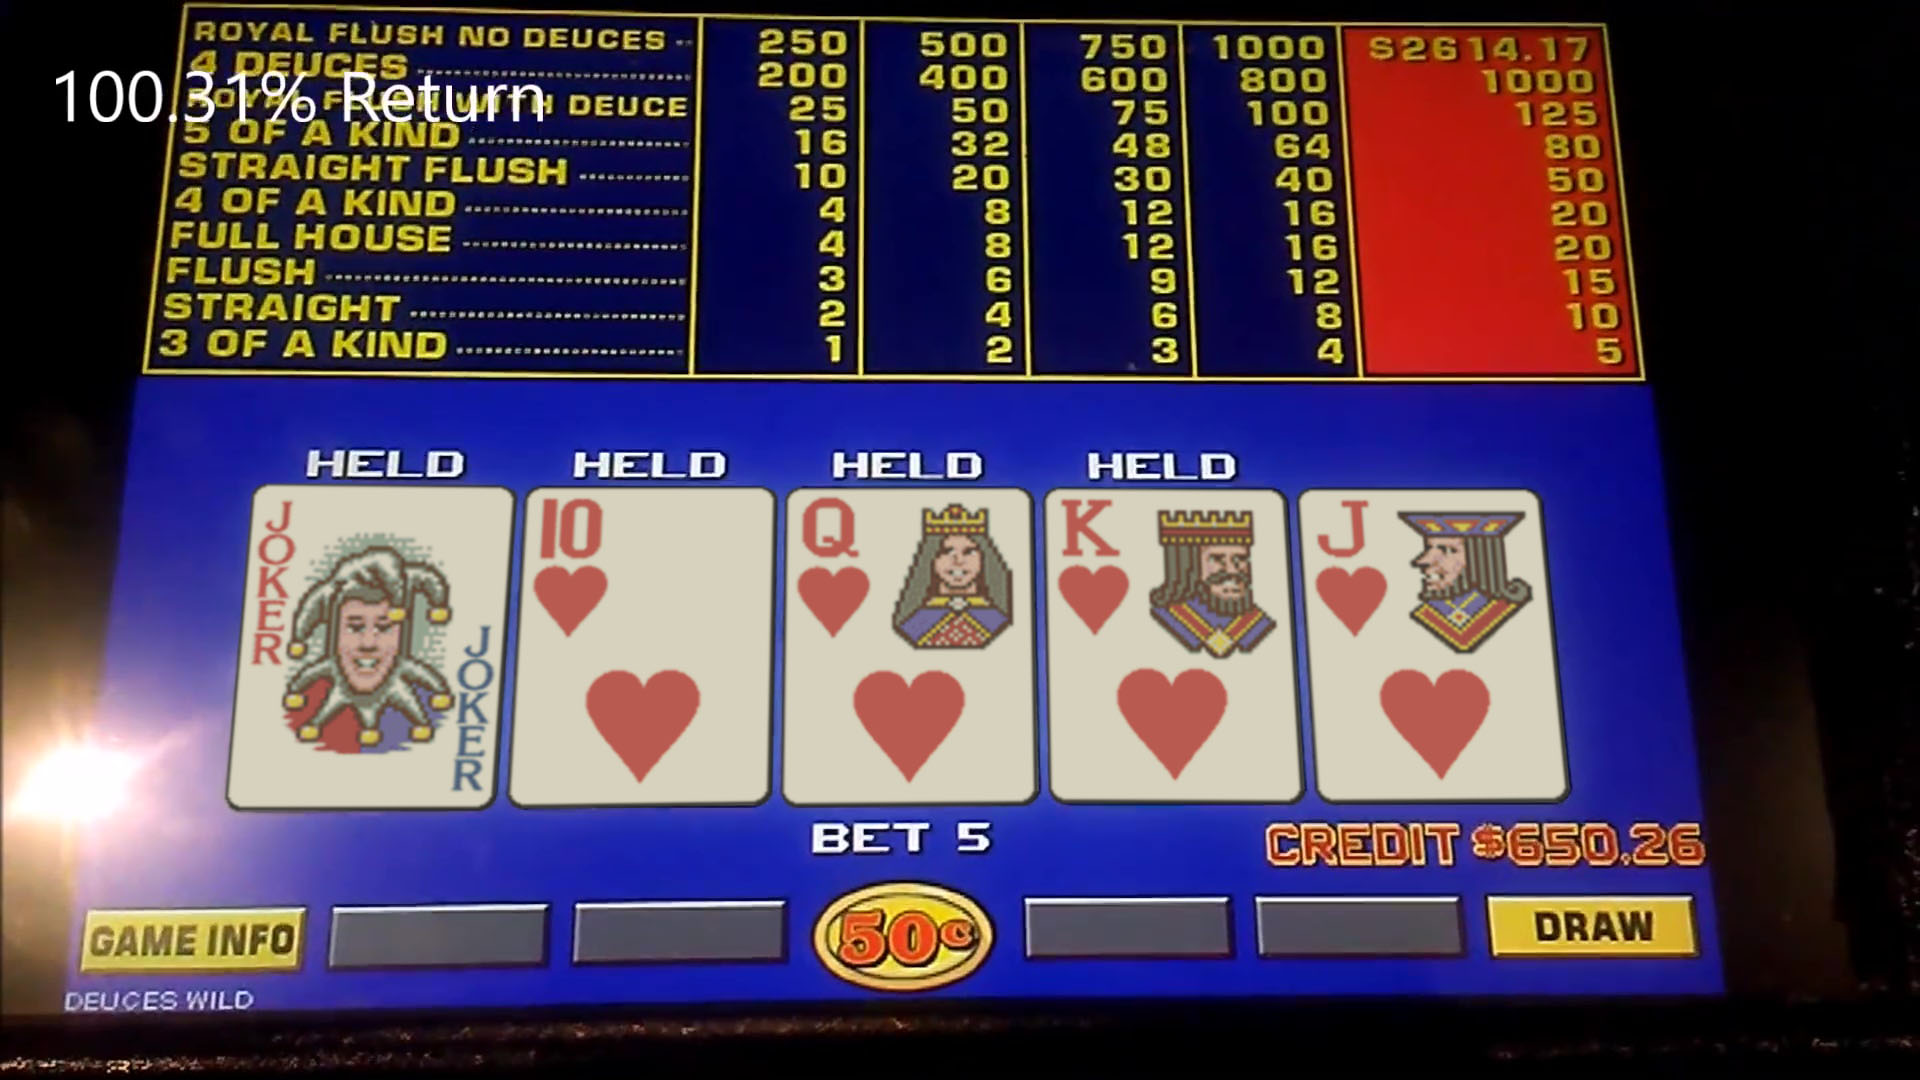 ROYAL FLUSH NO DEUCES 250 500 750 1000 $2614.17
4 DEUCES 200 400 600 800 1000
100.31% Return
ROYAL FLUSH WITH DEUCE 25 50 75 100 125
5 OF A KIND 16 32 48 64 80
STRAIGHT FLUSH 10 20 30 40 50
4 OF A KIND 4 8 12 16 20
FULL HOUSE 4 8 12 16 20
FLUSH 3 6 9 12 15
STRAIGHT 2 4 6 8 10
3 OF A KIND 1 2 3 4 5
HELD HELD HELD HELD
JOKER 10 Q K J
JOKER
BET 5 CREDIT $650.26
GAME INFO 50¢ DRAW
DEUCES WILD